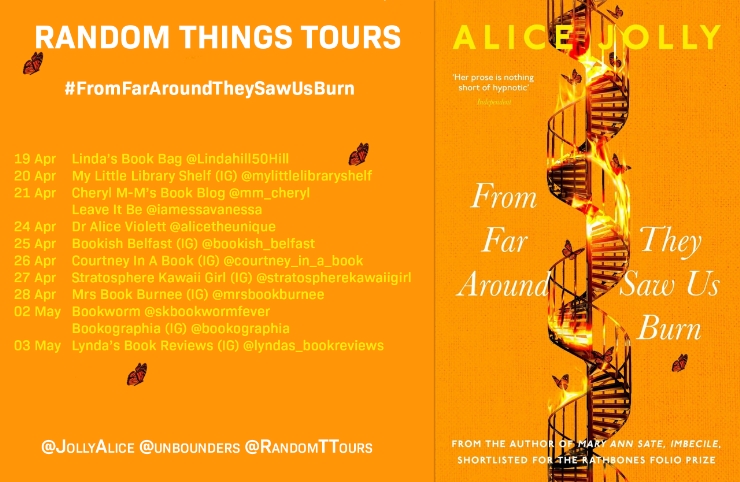 RANDOM THINGS TOURS
#FromFarAroundTheySawUsBurn
19 Apr Linda's Book Bag @Lindahill50Hill
20 Apr My Little Library Shelf (IG) @mylittlelibraryshelf
21 Apr Cheryl M-M's Book Blog @mm_cheryl
Leave It Be @iamessavanessa
24 Apr Dr Alice Violett @alicetheunique
25 Apr Bookish Belfast (IG) @bookish_belfast
26 Apr Courtney In A Book (IG) @courtney_in_a_book
27 Apr Stratosphere Kawaii Girl (IG) @stratospherekawaiigirl
28 Apr Mrs Book Burnee (IG) @mrsbookburnee
02 May Bookworm @skbookwormfever
Bookographia (IG) @bookographia
03 May Lynda's Book Reviews (IG) @lyndas_bookreviews
@JollyAlice @unbounders @RandomTTours
ALICE JOLLY
'Her prose is nothing
short of hypnotic'
Independent
From
Far
Around
They
Saw Us
Burn
FROM THE AUTHOR OF MARY ANN SATE, IMBECILE,
SHORTLISTED FOR THE RATHBONES FOLIO PRIZE